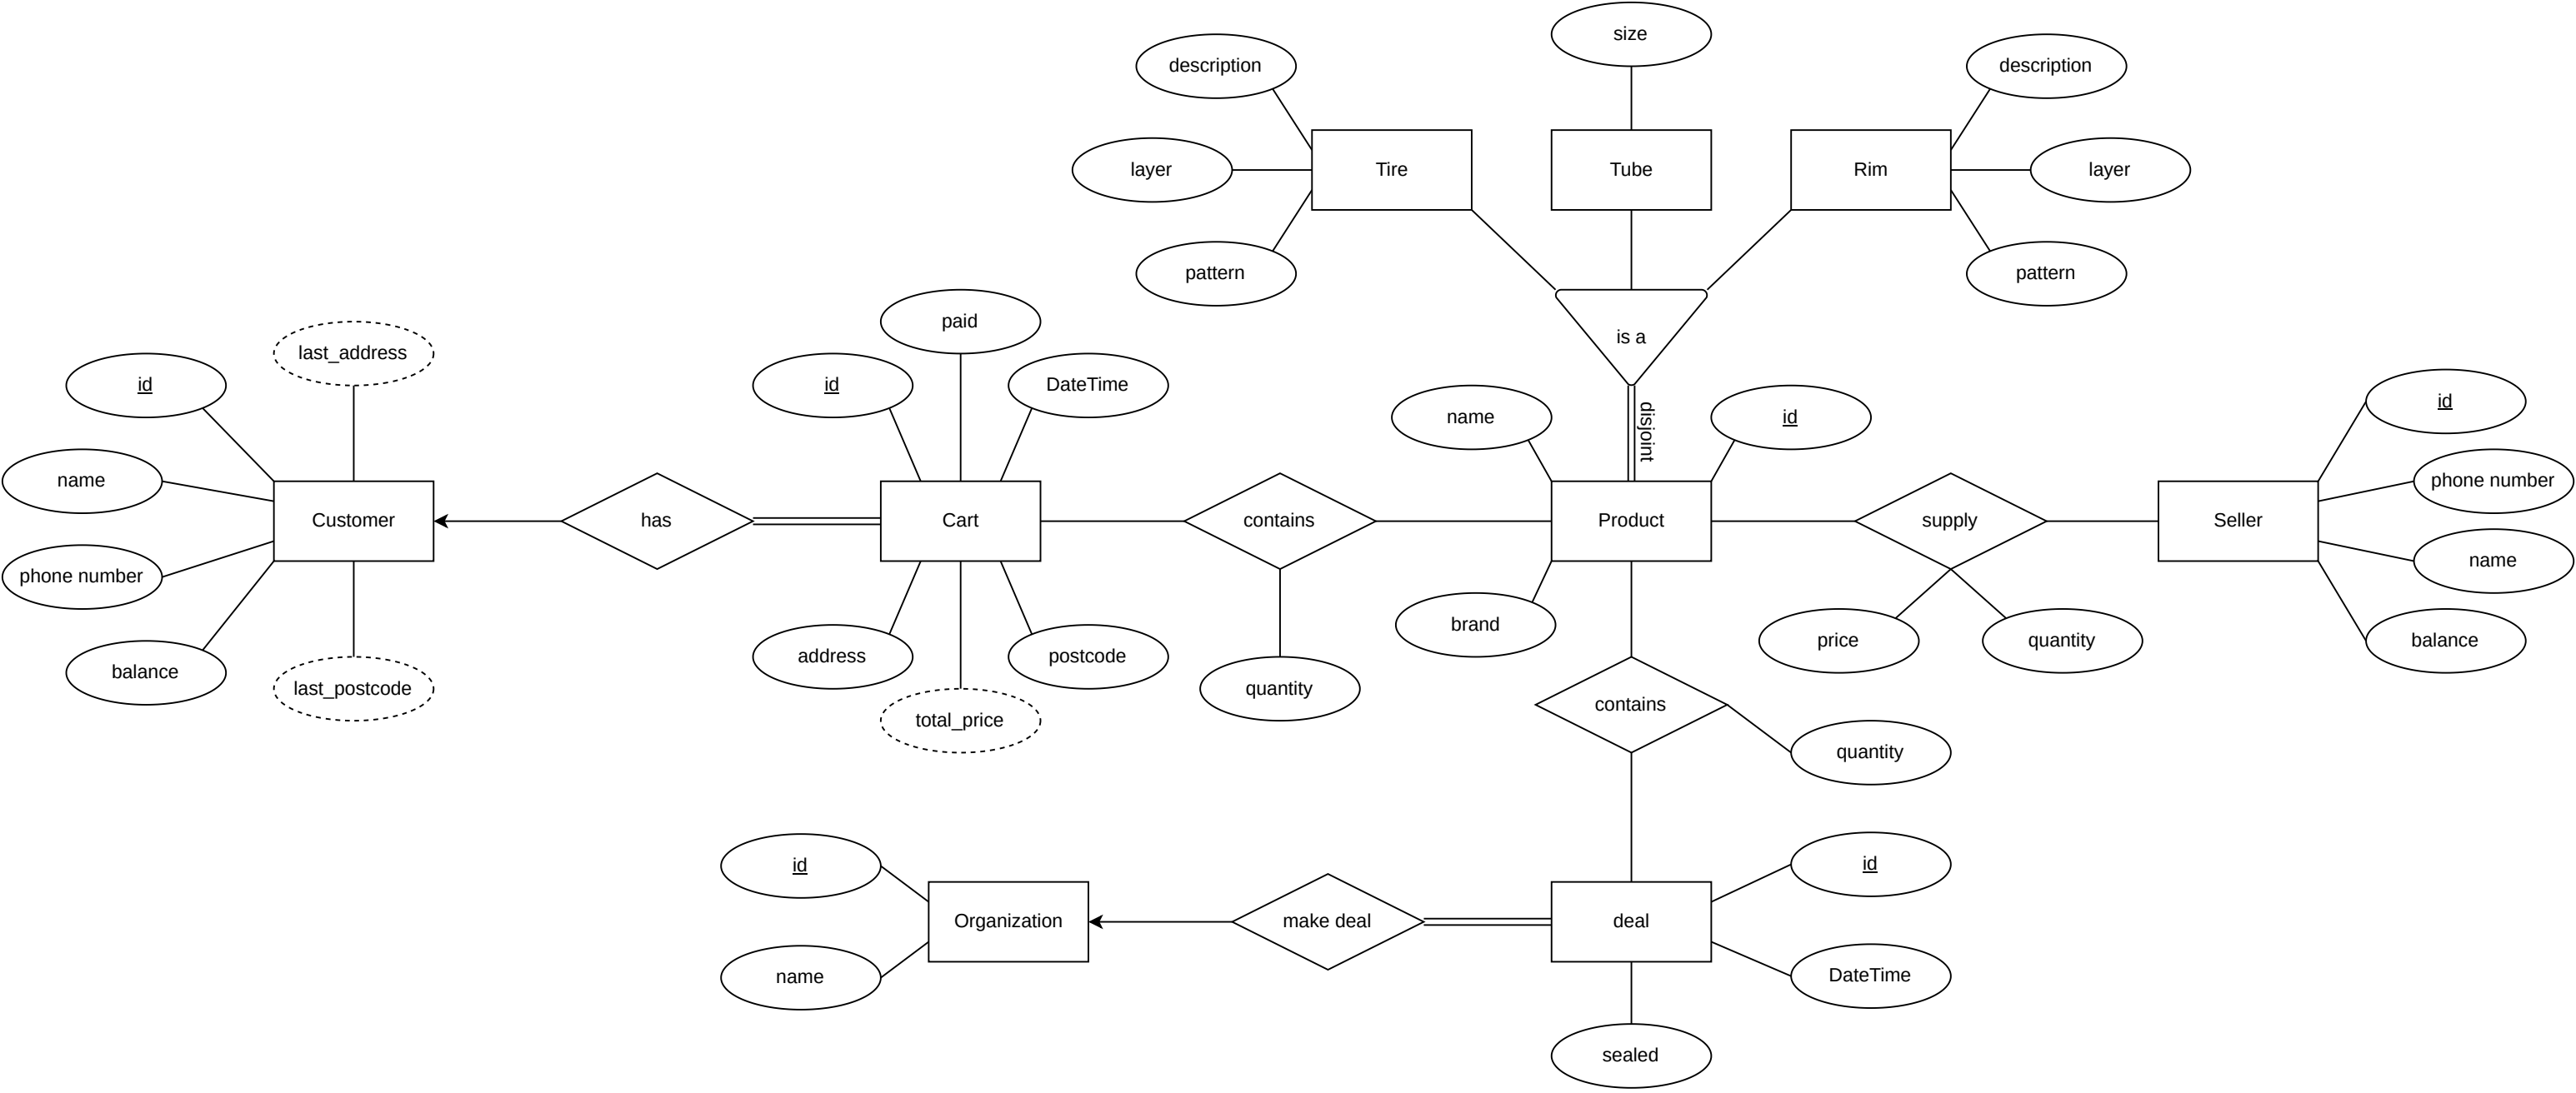 size
description
description
layer
Tire
Tube
Rim
layer
pattern
pattern
paid
is a
last_address
id
id
DateTime
name
disjoint
id
id
name
phone number
Customer
has
Cart
contains
Product
supply
Seller
name
phone number
brand
price
quantity
balance
address
postcode
balance
last_postcode
quantity
contains
total_price
quantity
id
id
Organization
make deal
deal
name
DateTime
sealed